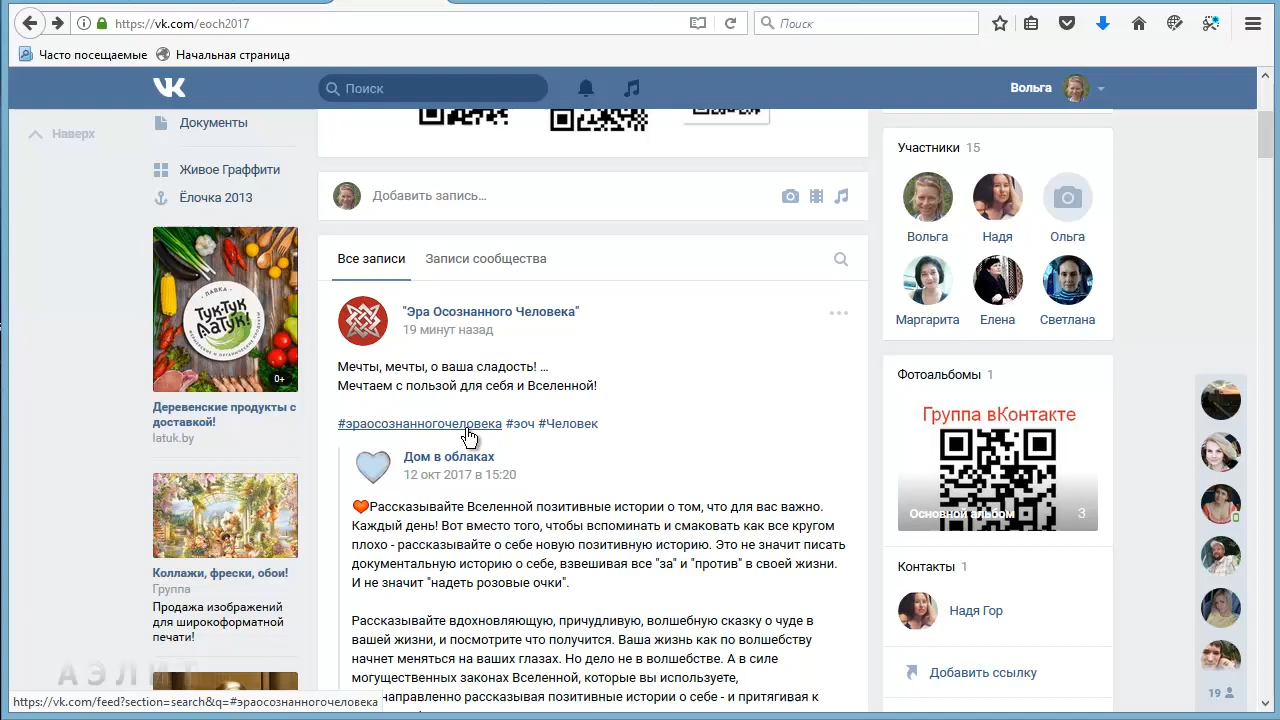 https://vk.com/eoch2017
Поиск
Часто посещаемые
Начальная страница
Поиск
Вольга
Наверх
Документы
Живое Граффити
Ёлочка 2013
ЛАВКА
ТУК-ТУК
ЛАТУК!
0+
Деревенские продукты с
доставкой!
latuk.by
Коллажи, фрески, обои!
Группа
Продажа изображений
для широкоформатной
печати!
АЭЛИТ
Добавить запись...
Все записи
Записи сообщества
"Эра Осознанного Человека"
19 минут назад
Мечты, мечты, о ваша сладость! ...
Мечтаем с пользой для себя и Вселенной!
#эраосознанногочеловека #эоч #Человек
Дом в облаках
12 окт 2017 в 15:20
Рассказывайте Вселенной позитивные истории о том, что для вас важно.
Каждый день! Вот вместо того, чтобы вспоминать и смаковать как все кругом
плохо - рассказывайте о себе новую позитивную историю. Это не значит писать
документальную историю о себе, взвешивая все "за" и "против" в своей жизни.
И не значит "надеть розовые очки".
Рассказывайте вдохновляющую, причудливую, волшебную сказку о чуде в
вашей жизни, и посмотрите что получится. Ваша жизнь как по волшебству
начнет меняться на ваших глазах. Но дело не в волшебстве. А в силе
могущественных законах Вселенной, которые вы используете,
направленно рассказывая позитивные истории о себе - и притягивая к
Участники 15
Вольга
Надя
Ольга
Маргарита
Елена
Светлана
Фотоальбомы 1
Группа вКонтакте
Основной альбом
3
Контакты 1
Надя Гор
Добавить ссылку
19
https://vk.com/feed?section=search&q=#эраосознанногочеловека